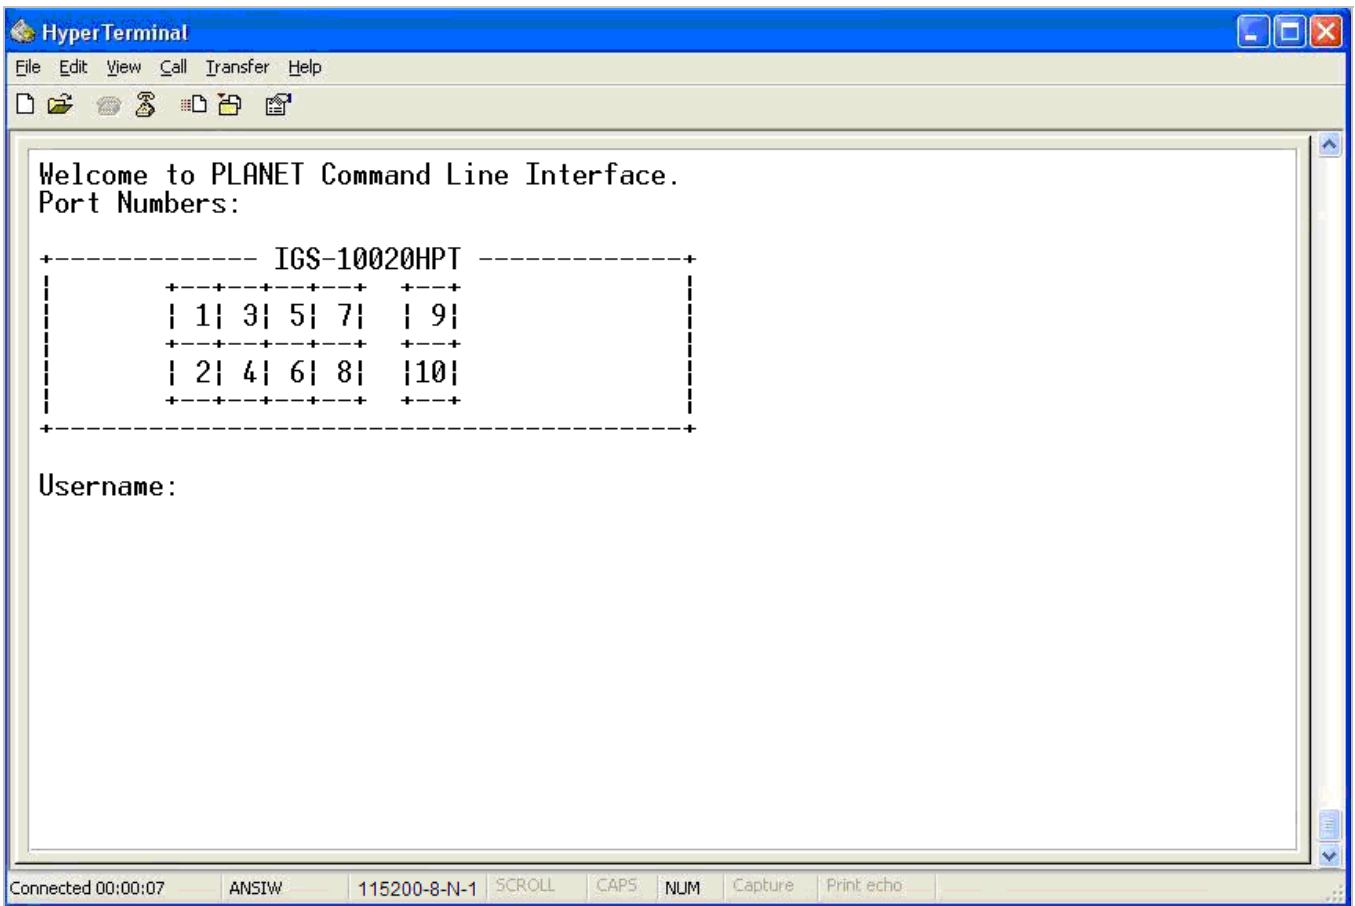 HyperTerminal
File Edit View Call Transfer Help
Welcome to PLANET Command Line Interface.
Port Numbers:
+------------- IGS-10020HPT -------------+
|       +--+--+--+--+  +--+              |
|       | 1| 3| 5| 7|  | 9|              |
|       +--+--+--+--+  +--+              |
|       | 2| 4| 6| 8|  |10|              |
|       +--+--+--+--+  +--+              |
+----------------------------------------+
Username:
Connected 00:00:07 ANSIW 115200-8-N-1 SCROLL CAPS NUM Capture Print echo